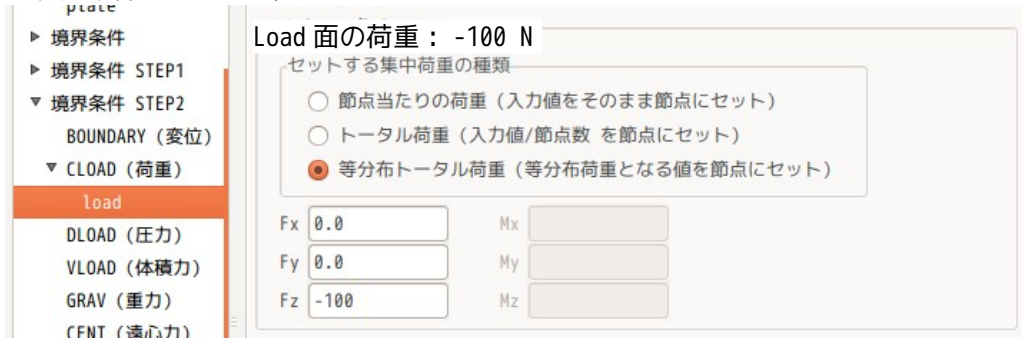 plate
▶ 境界条件
▶ 境界条件 STEP1
▼ 境界条件 STEP2
BOUNDARY (変位)
▼ CLOAD (荷重)
load
DLOAD (圧力)
VLOAD (体積力)
GRAV (重力)
CENT (遠心力)
Load 面の荷重: -100 N
セットする集中荷重の種類
節点当たりの荷重 (入力値をそのまま節点にセット)
トータル荷重 (入力値/節点数 を節点にセット)
等分布トータル荷重 (等分布荷重となる値を節点にセット)
Fx 0.0 Mx
Fy 0.0 My
Fz -100 Mz